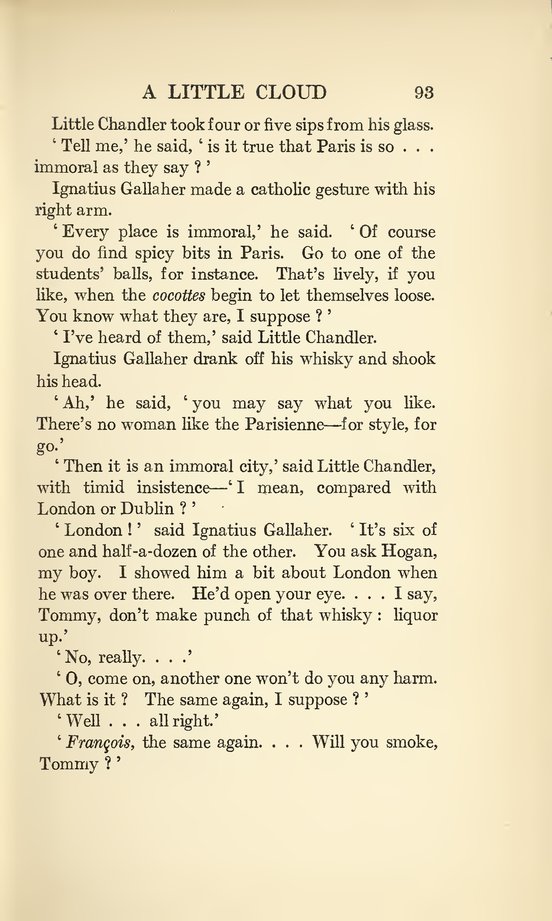 A LITTLE CLOUD 93
Little Chandler took four or five sips from his glass.
‘ Tell me,’ he said, ‘ is it true that Paris is so . . .
immoral as they say ? ’
Ignatius Gallaher made a catholic gesture with his
right arm.
‘ Every place is immoral,’ he said. ‘ Of course
you do find spicy bits in Paris. Go to one of the
students’ balls, for instance. That’s lively, if you
like, when the cocottes begin to let themselves loose.
You know what they are, I suppose ? ’
‘ I’ve heard of them,’ said Little Chandler.
Ignatius Gallaher drank off his whisky and shook
his head.
‘ Ah,’ he said, ‘ you may say what you like.
There’s no woman like the Parisienne—for style, for
go.’
‘ Then it is an immoral city,’ said Little Chandler,
with timid insistence—‘ I mean, compared with
London or Dublin ? ’
‘ London ! ’ said Ignatius Gallaher. ‘ It’s six of
one and half-a-dozen of the other. You ask Hogan,
my boy. I showed him a bit about London when
he was over there. He’d open your eye. . . . I say,
Tommy, don’t make punch of that whisky : liquor
up.’
‘ No, really. . . .’
‘ O, come on, another one won’t do you any harm.
What is it ? The same again, I suppose ? ’
‘ Well . . . all right.’
‘ François, the same again. . . . Will you smoke,
Tommy ? ’